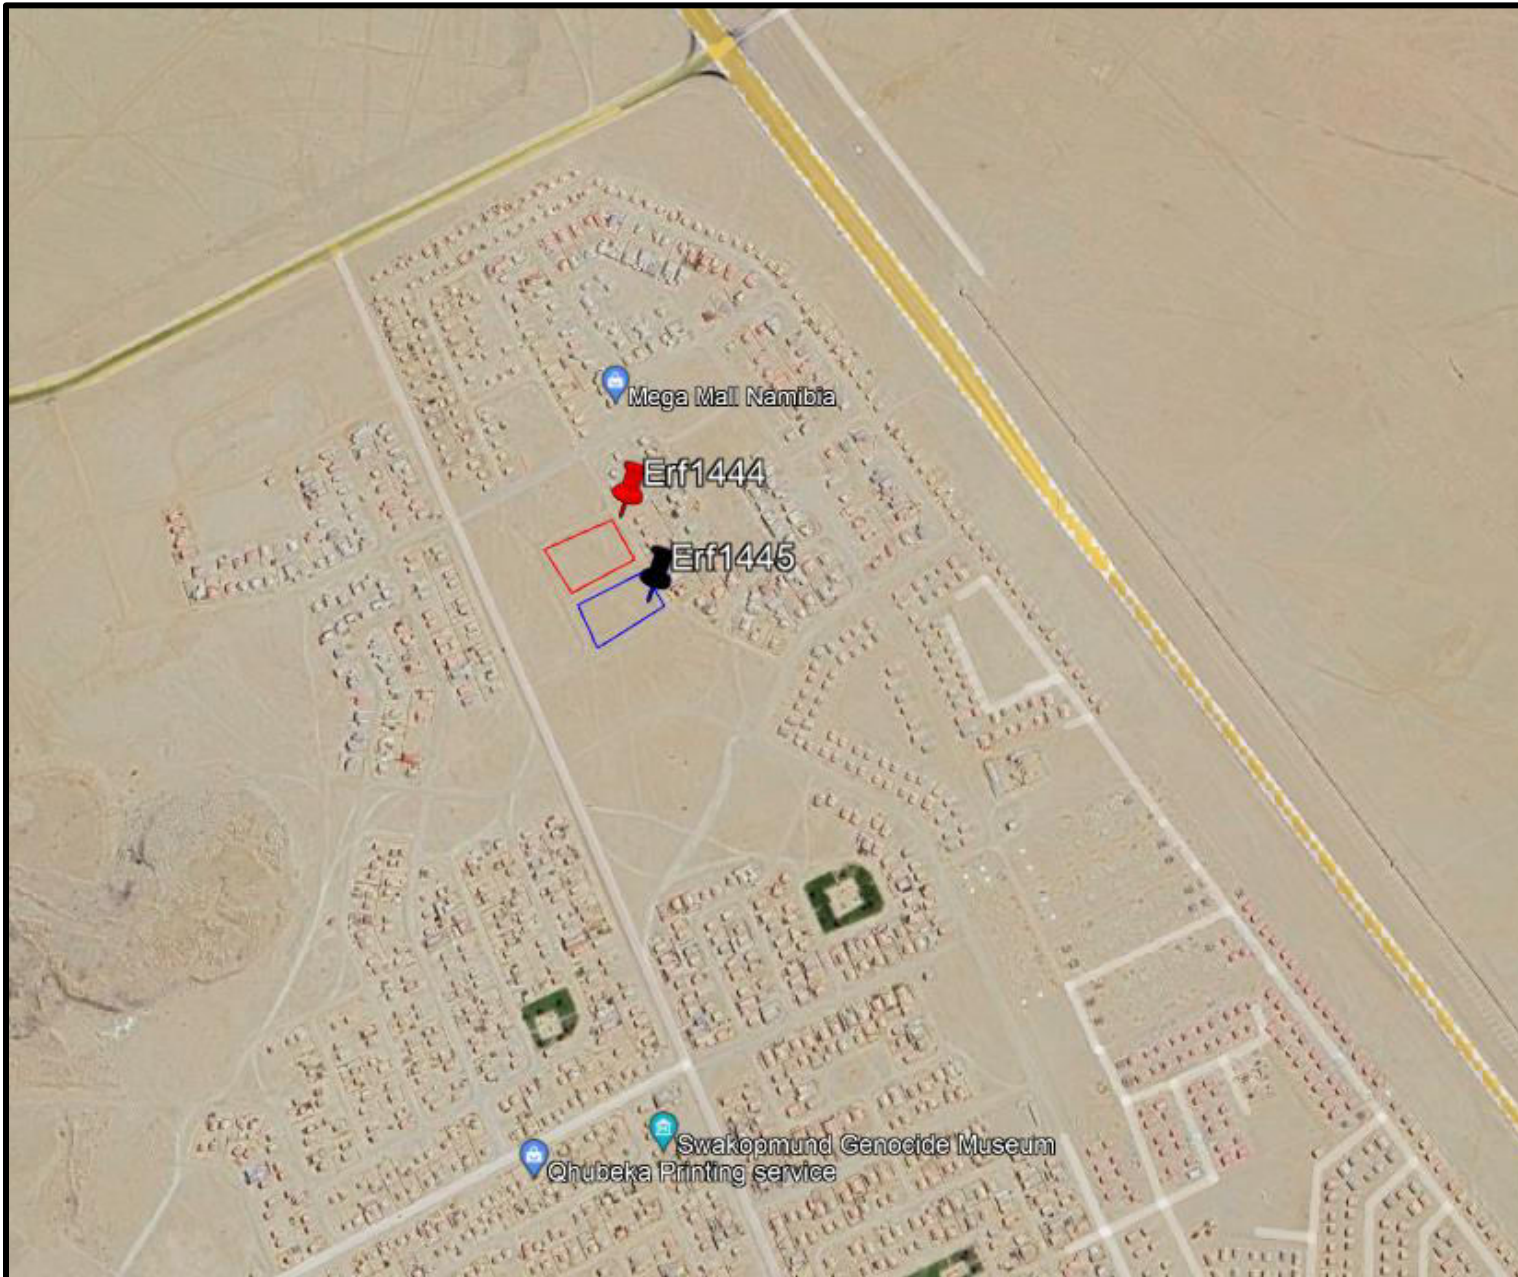 Mega Mall Namibia
Erf1444
Erf1445
Swakopmund Genocide Museum
Qhubeka Printing service